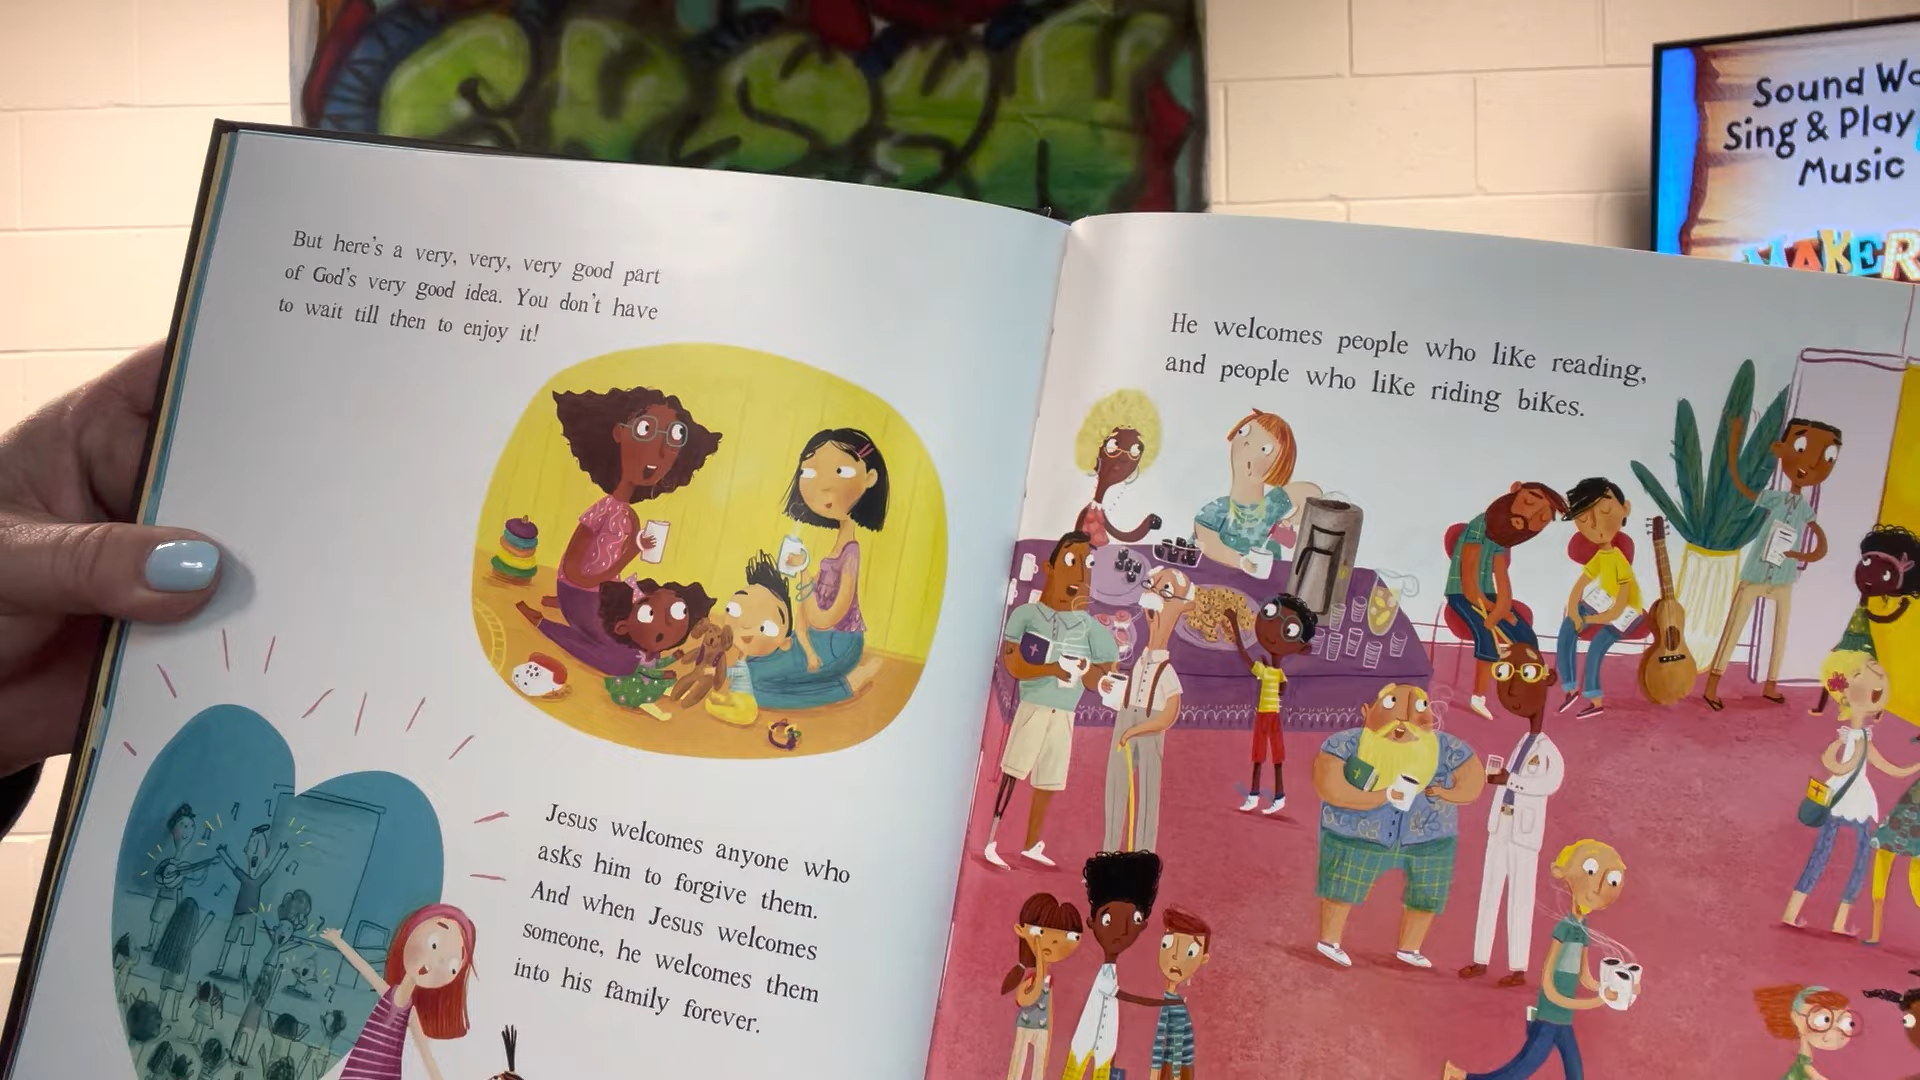 But here's a very, very, very good part
of God's very good idea. You don't have
to wait till then to enjoy it!
Jesus welcomes anyone who
asks him to forgive them.
And when Jesus welcomes
someone, he welcomes them
into his family forever.
He welcomes people who like reading,
and people who like riding bikes.
Sound
Sing & Play
Music
MAKER